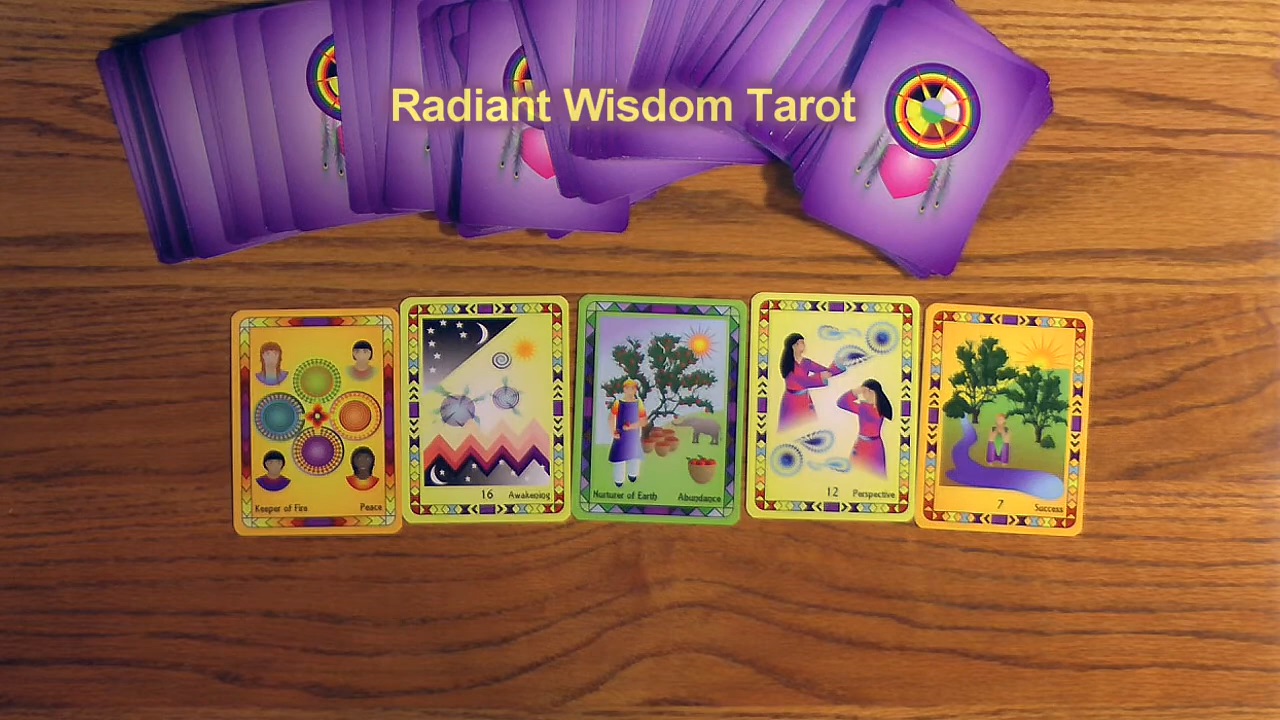 Radiant Wisdom Tarot
Keeper of Fire Peace
16 Awakening
Nurturer of Earth Abundance
12 Perspective
7 Success